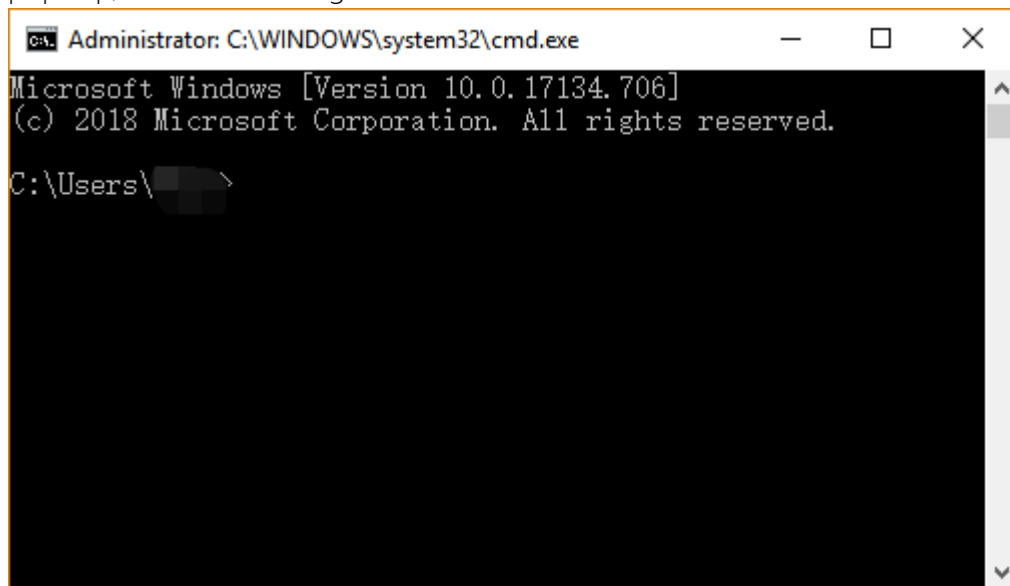 Administrator: C:\WINDOWS\system32\cmd.exe
Microsoft Windows [Version 10.0.17134.706]
(c) 2018 Microsoft Corporation. All rights reserved.
C:\Users\